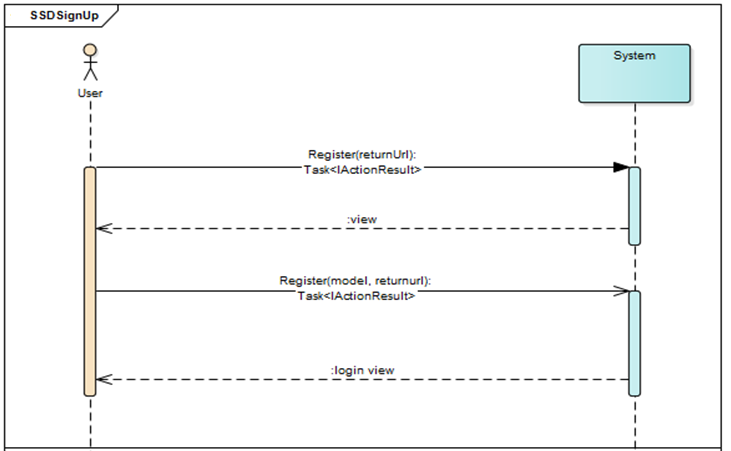 SSDSignUp
User
System
Register(returnUrl):
Task<IActionResult>
:view
Register(model, returnurl):
Task<IActionResult>
:login view